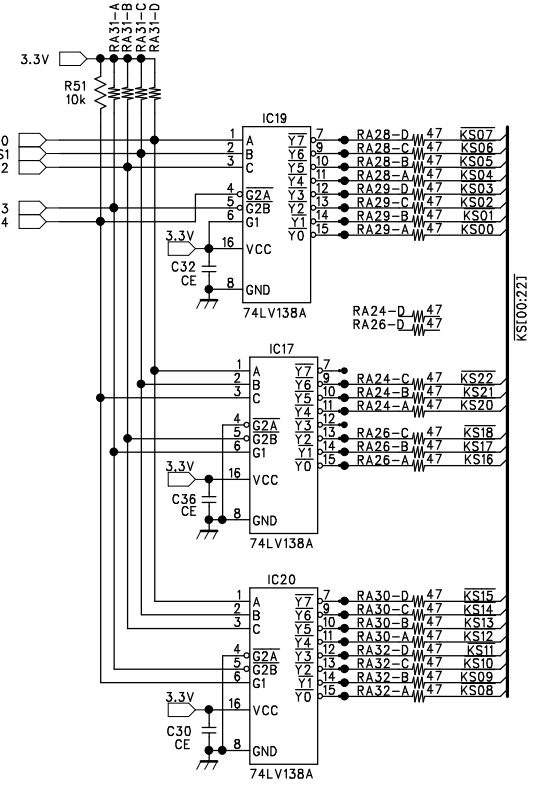 RA31-A
RA31-B
RA31-C
RA31-D
3.3V
R51
10k
0
S1
2
3
4
IC19
1 A Y7 7 RA28-D 47 KS07
2 B Y6 9 RA28-C 47 KS06
3 C Y5 10 RA28-B 47 KS05
Y4 11 RA28-A 47 KS04
4 G2A Y3 12 RA29-D 47 KS03
5 G2B Y2 13 RA29-C 47 KS02
6 G1 Y1 14 RA29-B 47 KS01
Y0 15 RA29-A 47 KS00
3.3V
16 VCC
C32
CE
8 GND
74LV138A
RA24-D 47
RA26-D 47
KS[00:22]
IC17
1 A Y7 7
2 B Y6 9 RA24-C 47 KS22
3 C Y5 10 RA24-B 47 KS21
Y4 11 RA24-A 47 KS20
4 G2A Y3 12
5 G2B Y2 13 RA26-C 47 KS18
6 G1 Y1 14 RA26-B 47 KS17
Y0 15 RA26-A 47 KS16
3.3V
16 VCC
C36
CE
8 GND
74LV138A
IC20
1 A Y7 7 RA30-D 47 KS15
2 B Y6 9 RA30-C 47 KS14
3 C Y5 10 RA30-B 47 KS13
Y4 11 RA30-A 47 KS12
4 G2A Y3 12 RA32-D 47 KS11
5 G2B Y2 13 RA32-C 47 KS10
6 G1 Y1 14 RA32-B 47 KS09
Y0 15 RA32-A 47 KS08
3.3V
16 VCC
C30
CE
8 GND
74LV138A